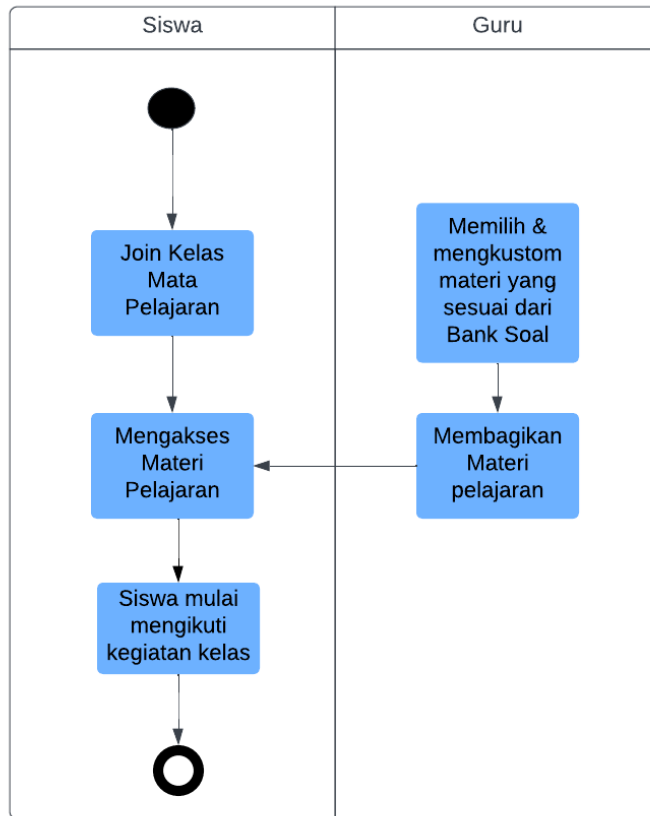 Siswa
Guru
Join Kelas
Mata
Pelajaran
Memilih &
mengkustom
materi yang
sesuai dari
Bank Soal
Mengakses
Materi
Pelajaran
Membagikan
Materi
pelajaran
Siswa mulai
mengikuti
kegiatan kelas